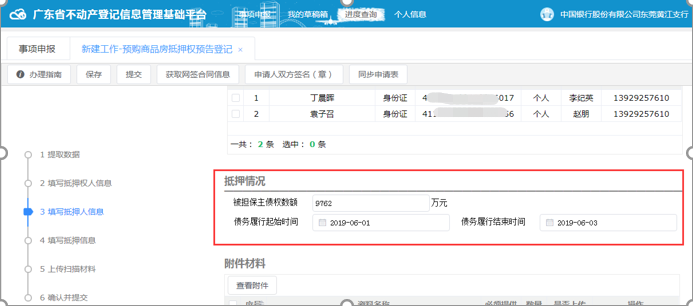 广东省不动产登记信息管理基础平台 我的草稿箱 进度查询 个人信息 中国银行股份有限公司东莞黄江支行
事项申报 新建工作-预购商品房抵押权预告登记 ×
办理指南 保存 提交 获取网签合同信息 申请人双方签名（章） 同步申请表
1 丁晨晖 身份证 4 5017 个人 李纪英 13929257610
2 袁子召 身份证 411 56 个人 赵朋 13929257610
一共： 2 条 选中： 0 条
1 提取数据
2 填写抵押权人信息
3 填写抵押人信息
4 填写抵押信息
5 上传扫描材料
6 确认并提交
抵押情况
被担保主债权数额 9762 万元
债务履行起始时间 2019-06-01 债务履行结束时间 2019-06-03
附件材料
查看附件